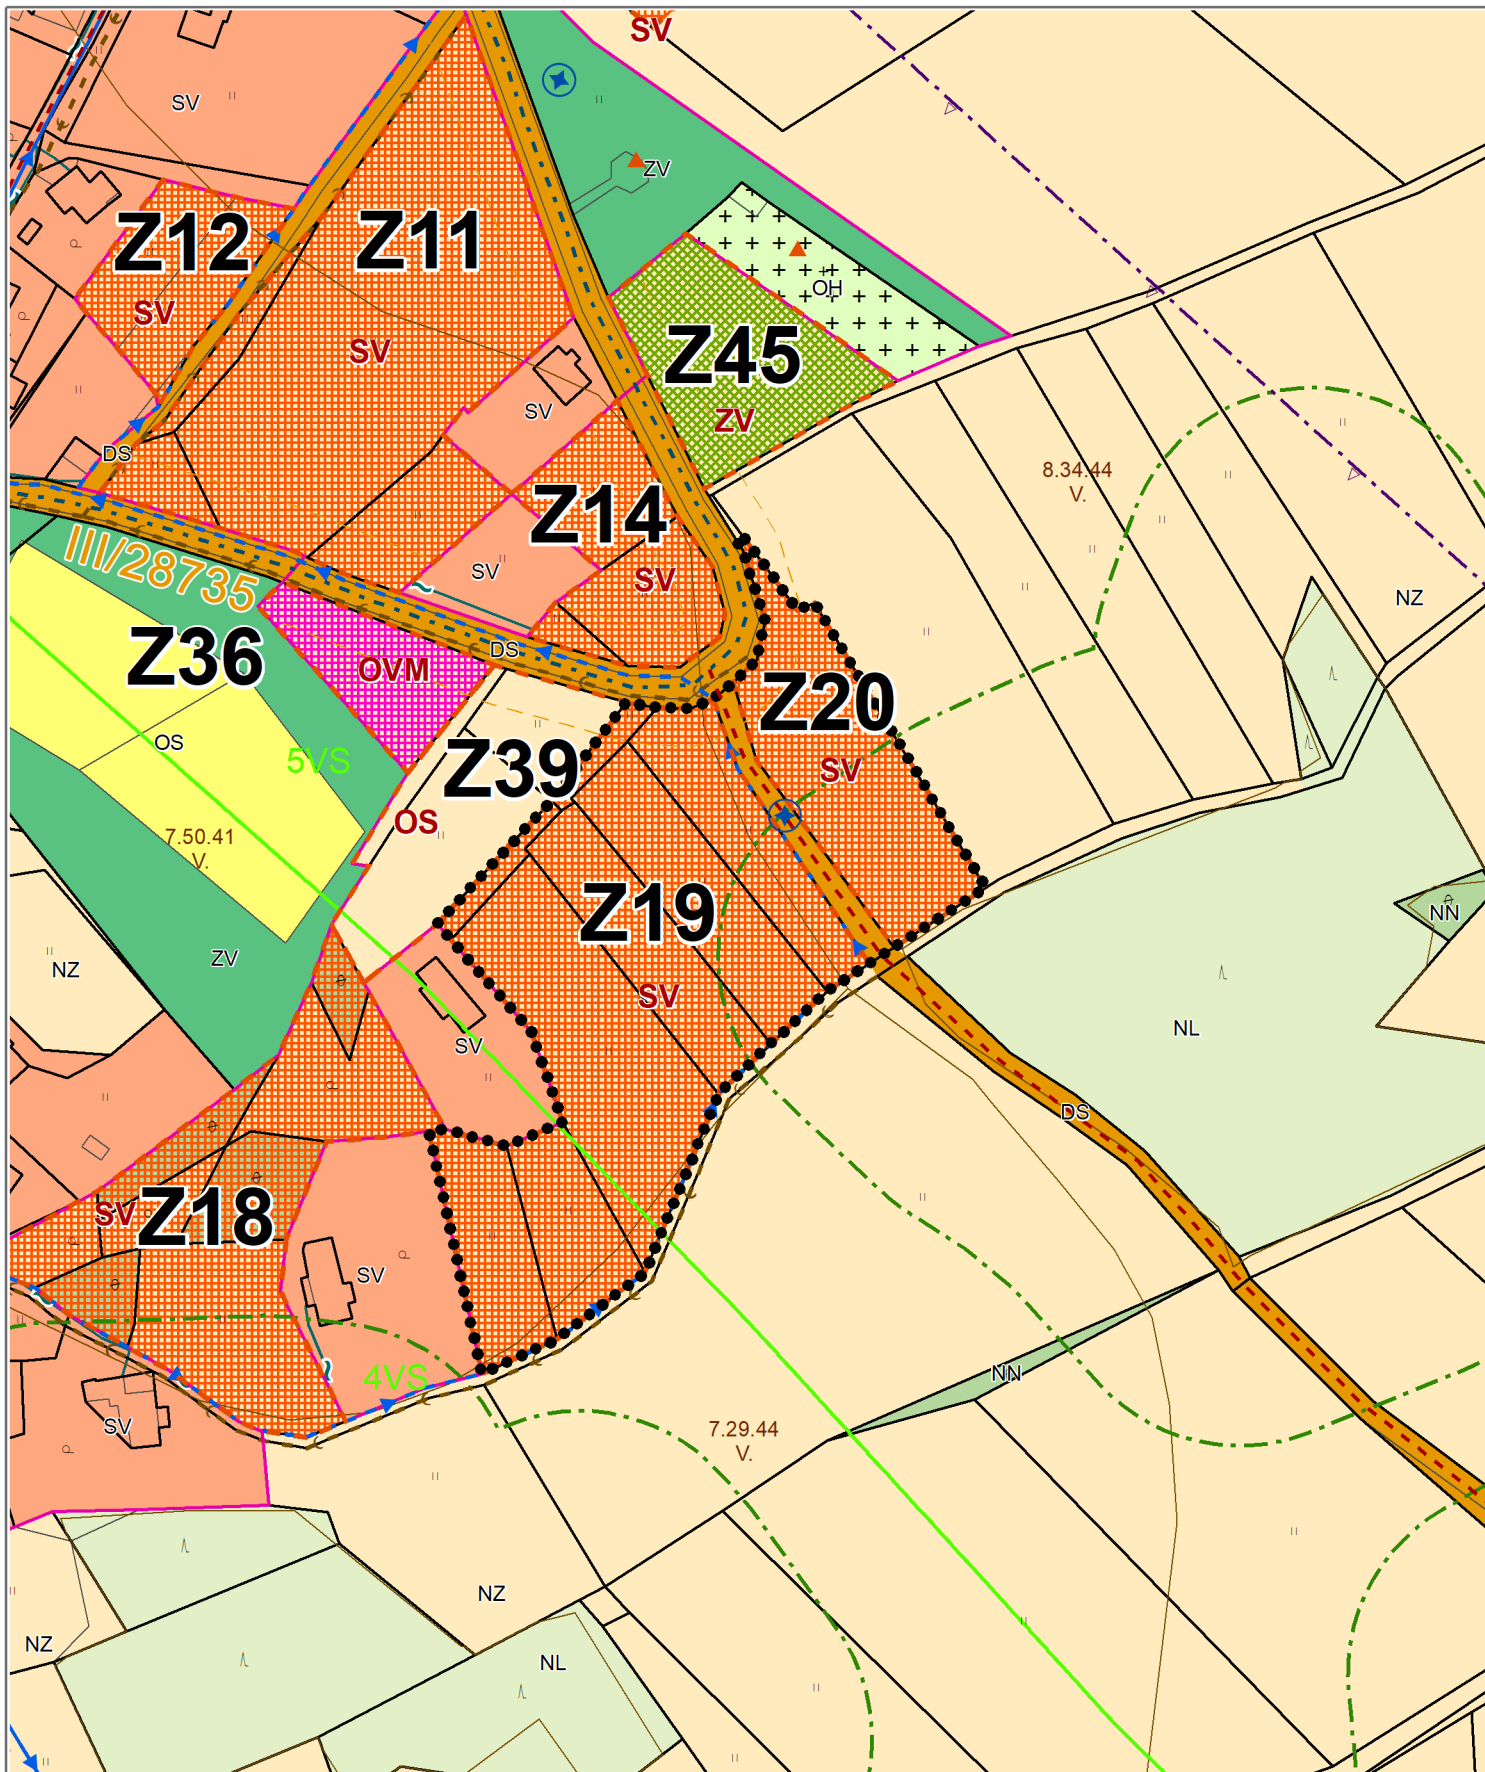 SV
SV
ZV
Z12
Z11
OH
SV
SV
Z45
SV
ZV
DS
8.34.44
V.
Z14
SV
SV
III/28735
NZ
Z36
DS
OVM
Z20
OS
5VS
Z39
SV
OS
7.50.41
V.
Z19
NN
ZV
NZ
SV
SV
NL
DS
SV
Z18
SV
4VS
NN
SV
7.29.44
V.
NZ
NZ
NL